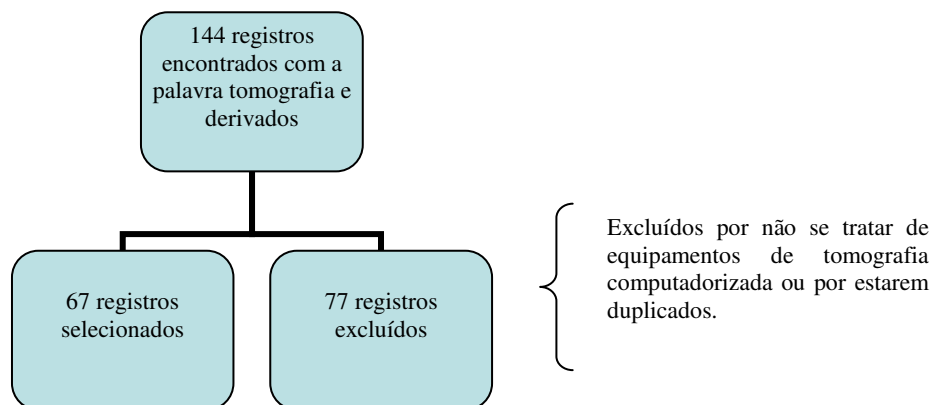 144 registros
encontrados com a
palavra tomografia e
derivados
67 registros
selecionados
77 registros
excluídos
Excluídos por não se tratar de
equipamentos de tomografia
computadorizada ou por estarem
duplicados.